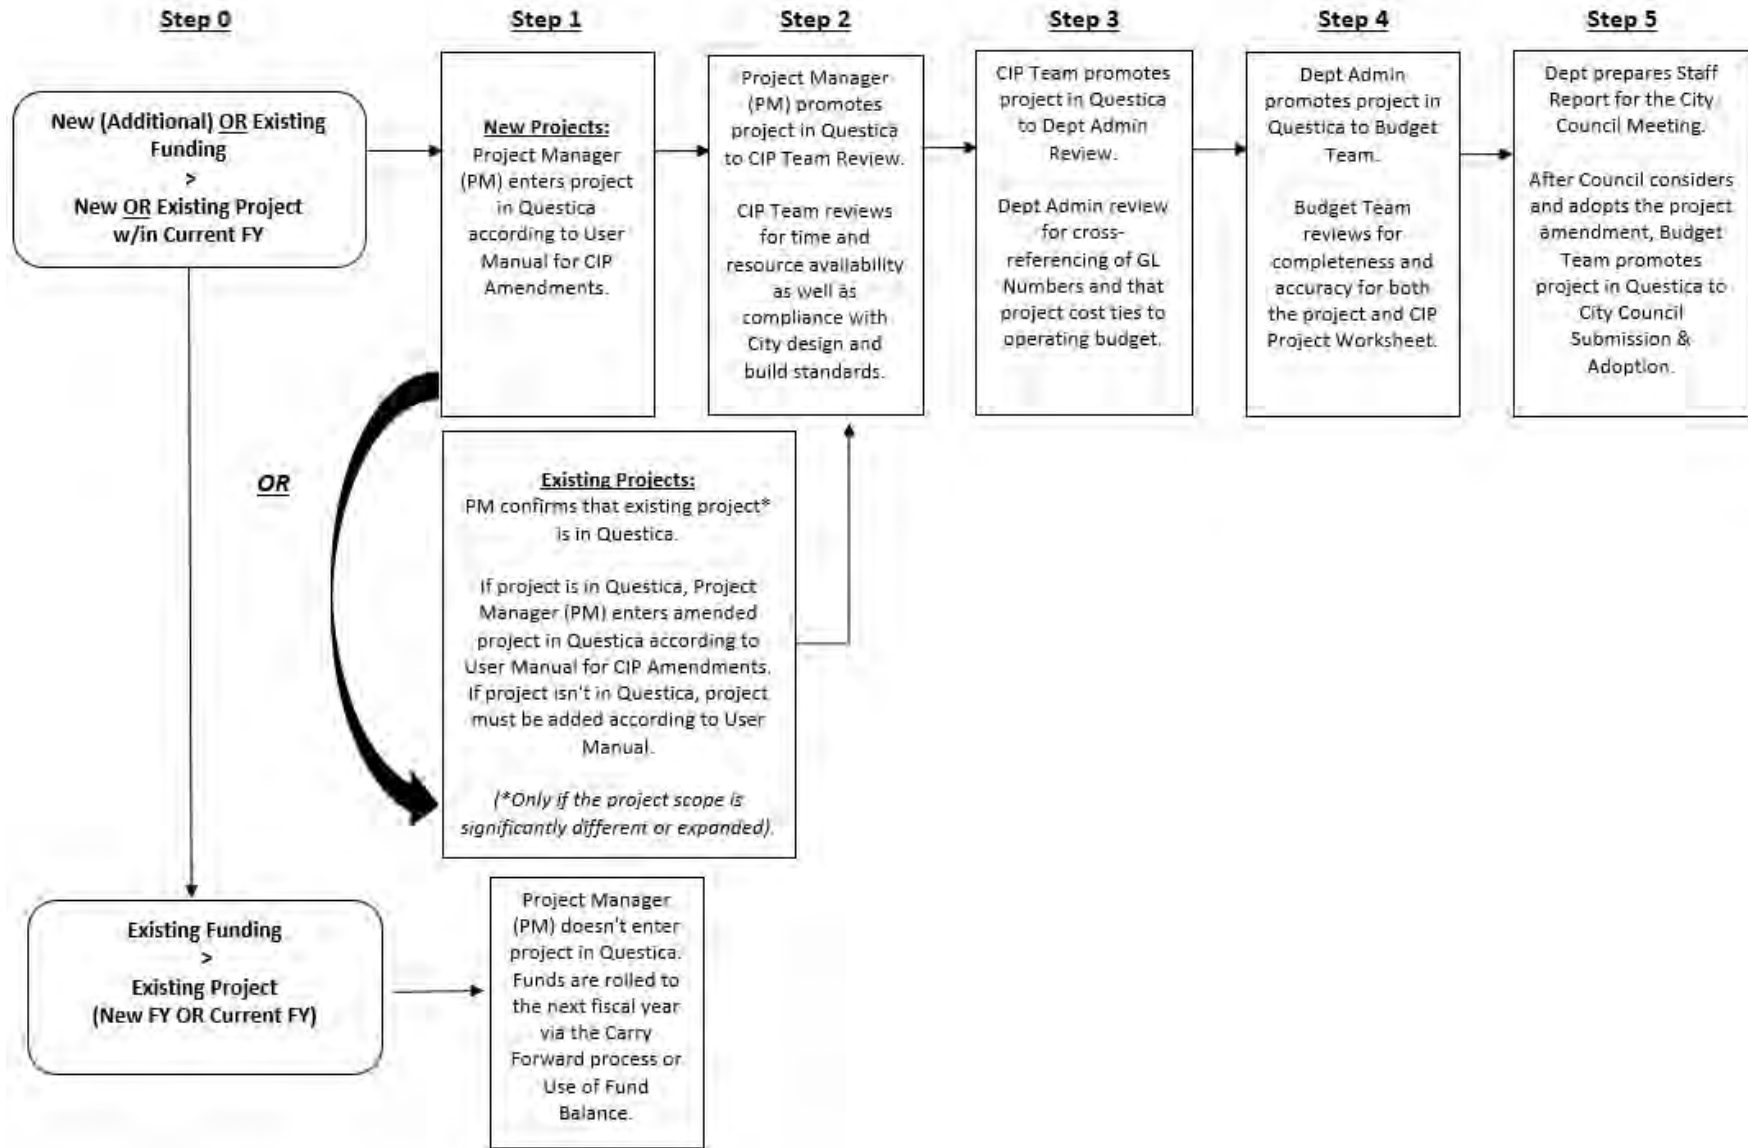 Step 0
Step 1
Step 2
Step 3
Step 4
Step 5
New (Additional) OR Existing
Funding
>
New OR Existing Project
w/in Current FY
New Projects:
Project Manager
(PM) enters project
in Questica
according to User
Manual for CIP
Amendments.
Project Manager
(PM) promotes
project in Questica
to CIP Team Review.
CIP Team reviews
for time and
resource availability
as well as
compliance with
City design and
build standards.
CIP Team promotes
project in Questica
to Dept Admin
Review.
Dept Admin review
for cross-
referencing of GL
Numbers and that
project cost ties to
operating budget.
Dept Admin
promotes project in
Questica to Budget
Team.
Budget Team
reviews for
completeness and
accuracy for both
the project and CIP
Project Worksheet.
Dept prepares Staff
Report for the City
Council Meeting.
After Council considers
and adopts the project
amendment, Budget
Team promotes
project in Questica to
City Council
Submission &
Adoption.
OR
Existing Projects:
PM confirms that existing project*
is in Questica.
If project is in Questica, Project
Manager (PM) enters amended
project in Questica according to
User Manual for CIP Amendments.
If project isn't in Questica, project
must be added according to User
Manual.
(*Only if the project scope is
significantly different or expanded).
Existing Funding
>
Existing Project
(New FY OR Current FY)
Project Manager
(PM) doesn't enter
project in Questica.
Funds are rolled to
the next fiscal year
via the Carry
Forward process or
Use of Fund
Balance.